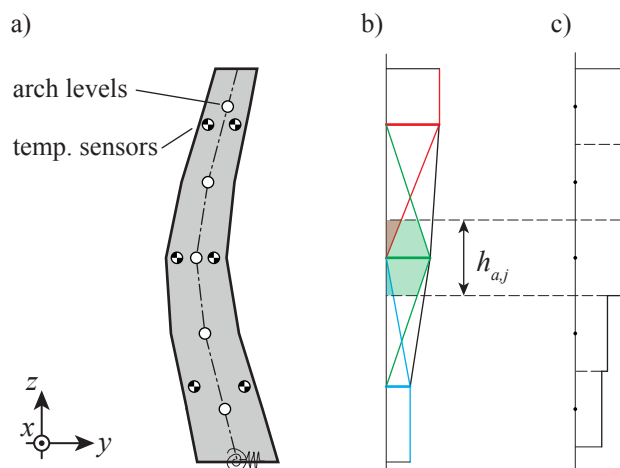 a)
b)
c)
arch levels
temp. sensors
h_{a,j}
z
x
y